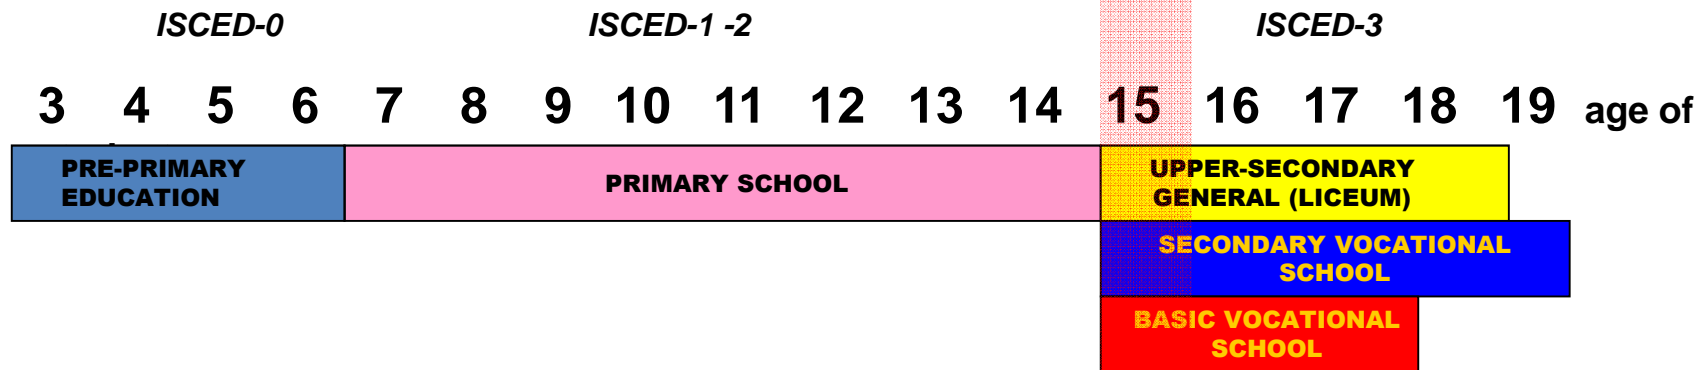 ISCED-0 ISCED-1 -2 ISCED-3
3 4 5 6 7 8 9 10 11 12 13 14 15 16 17 18 19 age of
PRE-PRIMARY
EDUCATION
PRIMARY SCHOOL
UPPER-SECONDARY
GENERAL (LICEUM)
SECONDARY VOCATIONAL
SCHOOL
BASIC VOCATIONAL
SCHOOL